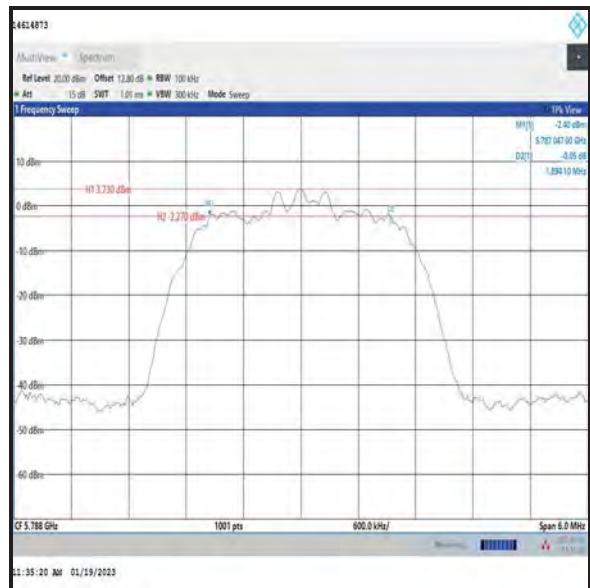 14614873
MultiView Spectrum
Ref Level 20.00 dBm Offset 12.80 dB RBW 100 kHz
Att 15 dB SWT 1.01 ms VBW 300 kHz Mode Sweep
1 Frequency Sweep 1Pk View
M1[1] -2.40 dBm
5.787 047 00 GHz
D2[1] -0.05 dB
1.894 10 MHz
10 dBm
H1 3.730 dBm
0 dBm
M1
H2 -2.270 dBm
-10 dBm
-20 dBm
-30 dBm
-40 dBm
-50 dBm
-60 dBm
CF 5.788 GHz 1001 pts 600.0 kHz/ Span 6.0 MHz
11:35:20 AM 01/19/2023